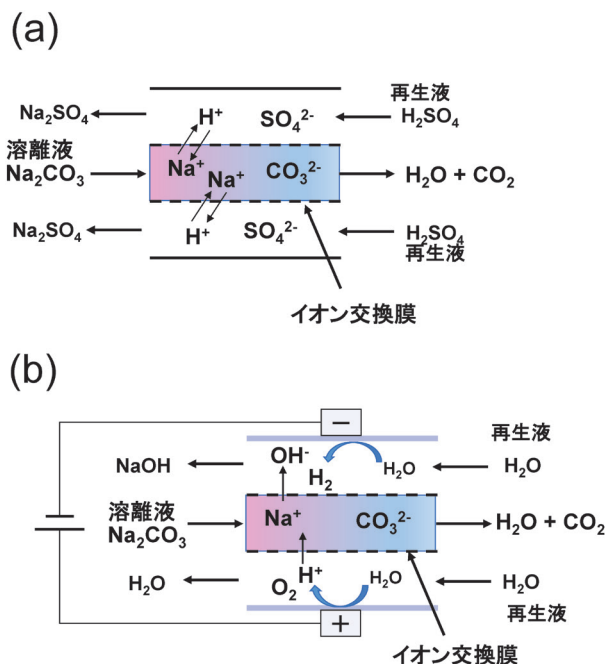 (a)
再生液
Na₂SO₄ H⁺ SO₄²⁻ H₂SO₄
溶離液
Na₂CO₃ Na⁺ Na⁺ CO₃²⁻ H₂O + CO₂
Na₂SO₄ H⁺ SO₄²⁻ H₂SO₄
再生液
イオン交換膜
(b)
−
再生液
NaOH OH⁻ H₂ H₂O H₂O
溶離液
Na₂CO₃ Na⁺ CO₃²⁻ H₂O + CO₂
H₂O O₂ H⁺ H₂O H₂O
再生液
+
イオン交換膜